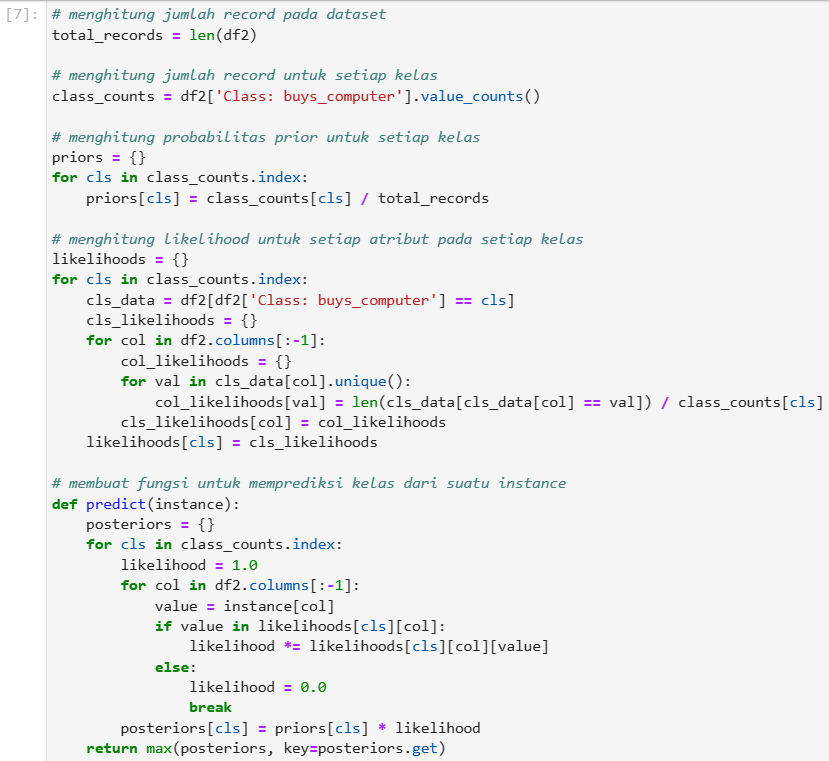 [7]: # menghitung jumlah record pada dataset
total_records = len(df2)

# menghitung jumlah record untuk setiap kelas
class_counts = df2['Class: buys_computer'].value_counts()

# menghitung probabilitas prior untuk setiap kelas
priors = {}
for cls in class_counts.index:
    priors[cls] = class_counts[cls] / total_records

# menghitung likelihood untuk setiap atribut pada setiap kelas
likelihoods = {}
for cls in class_counts.index:
    cls_data = df2[df2['Class: buys_computer'] == cls]
    cls_likelihoods = {}
    for col in df2.columns[:-1]:
        col_likelihoods = {}
        for val in cls_data[col].unique():
            col_likelihoods[val] = len(cls_data[cls_data[col] == val]) / class_counts[cls]
        cls_likelihoods[col] = col_likelihoods
    likelihoods[cls] = cls_likelihoods

# membuat fungsi untuk memprediksi kelas dari suatu instance
def predict(instance):
    posteriors = {}
    for cls in class_counts.index:
        likelihood = 1.0
        for col in df2.columns[:-1]:
            value = instance[col]
            if value in likelihoods[cls][col]:
                likelihood *= likelihoods[cls][col][value]
            else:
                likelihood = 0.0
                break
        posteriors[cls] = priors[cls] * likelihood
    return max(posteriors, key=posteriors.get)